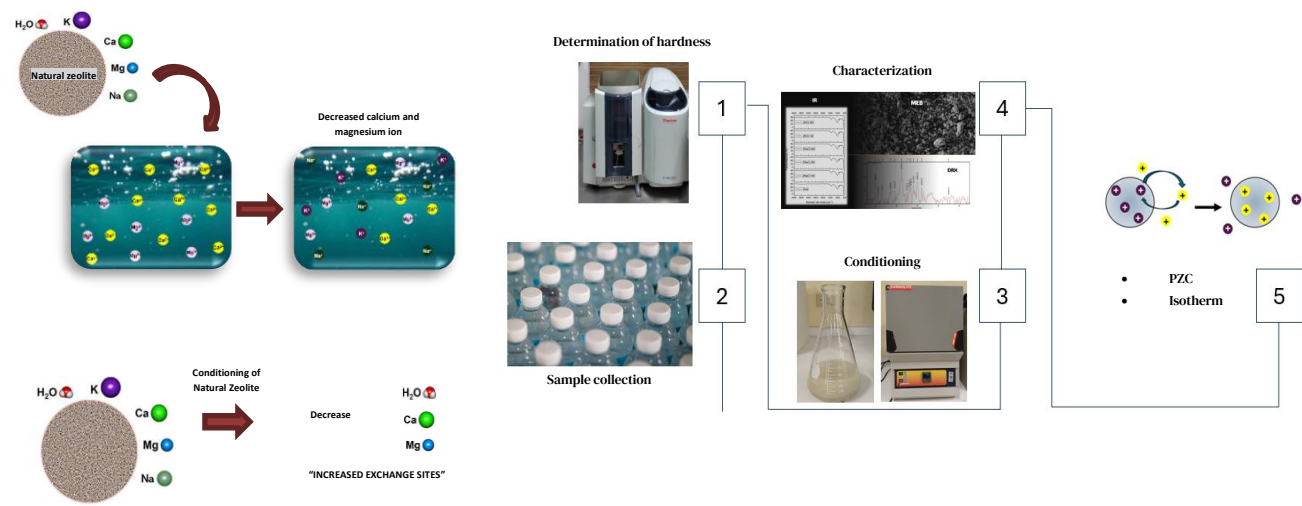 H₂O
K
Ca
Mg
Na
Natural zeolite
Decreased calcium and
magnesium ion
Conditioning of
Natural Zeolite
H₂O
K
Ca
Mg
Na
Decrease
H₂O
Ca
Mg
“INCREASED EXCHANGE SITES”
Determination of hardness
1
2
Sample collection
Characterization
IR
MEB
DRX
4
Conditioning
3
• PZC
• Isotherm
5